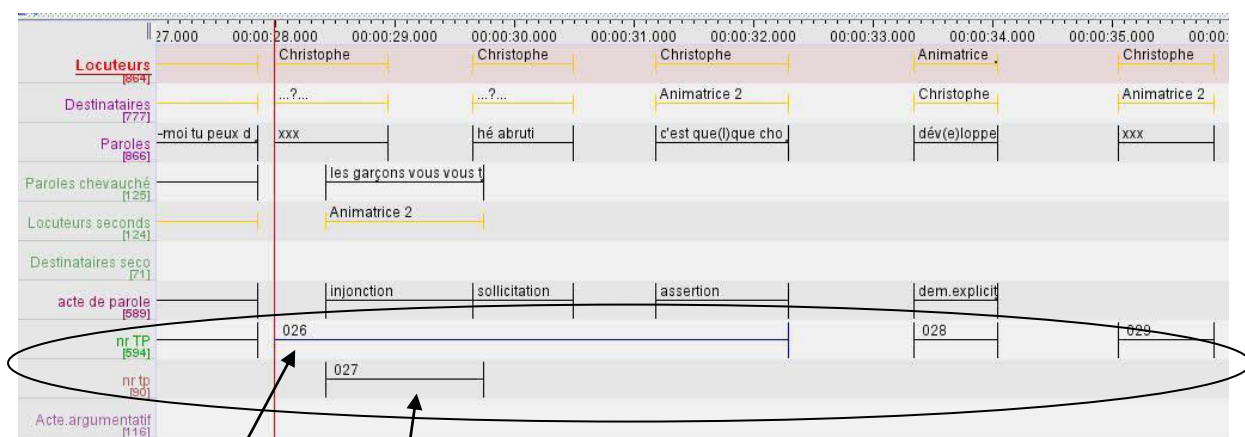 27.000 00:00:28.000 00:00:29.000 00:00:30.000 00:00:31.000 00:00:32.000 00:00:33.000 00:00:34.000 00:00:35.000 00:00:
Locuteurs Christophe Christophe Christophe Animatrice Christophe
[864]
Destinataires ...?... ...?... Animatrice 2 Christophe Animatrice 2
[777]
Paroles -moi tu peux d xxx hé abruti c'est que(l)que cho dév(e)loppe xxx
[866]
Paroles chevauché les garçons vous vous t
[125]
Locuteurs seconds Animatrice 2
[124]
Destinataires seco
[71]
acte de parole injonction sollicitation assertion dem.explicit
[589]
nr TP 026 028 029
[594]
nr tp 027
[90]
Acte.argumentatif
[116]